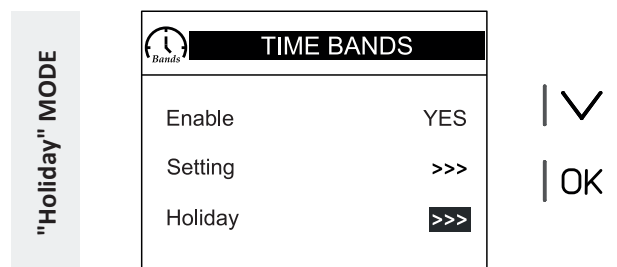 "Holiday" MODE
Bands
TIME BANDS
Enable YES
Setting >>>
Holiday >>>
OK